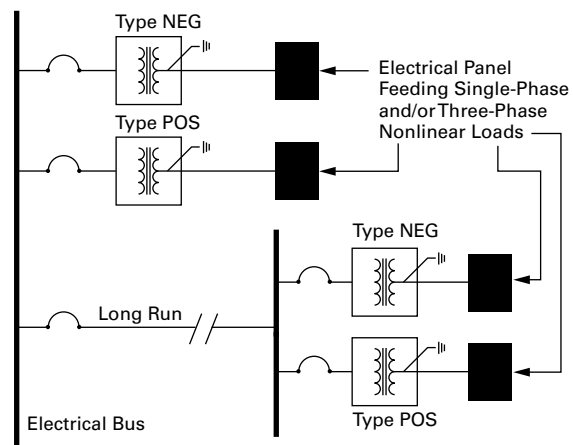 Type NEG
Electrical Panel
Feeding Single-Phase
and/or Three-Phase
Nonlinear Loads
Type POS
Type NEG
Long Run
Type POS
Electrical Bus